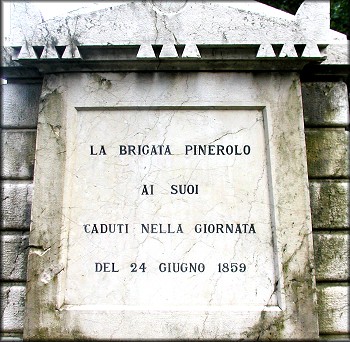 LA BRIGATA PINEROLO
AI SUOI
CADUTI NELLA GIORNATA
DEL 24 GIUGNO 1859